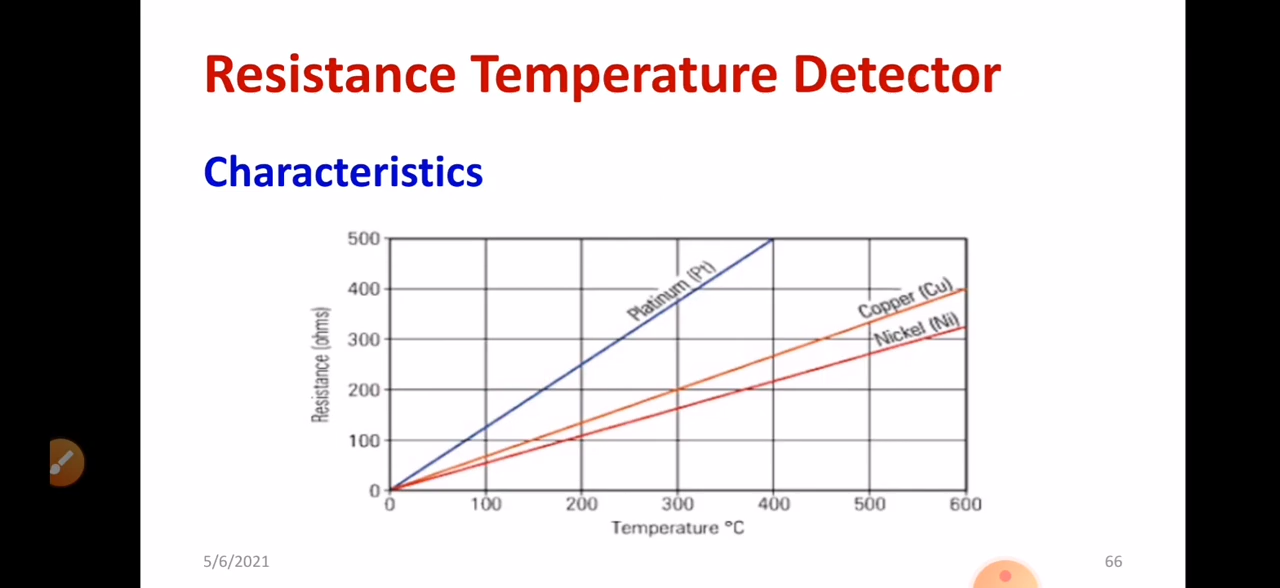 Resistance Temperature Detector
Characteristics
500
400
300
200
100
0
Resistance (ohms)
Platinum (Pt)
Copper (Cu)
Nickel (Ni)
0 100 200 300 400 500 600
Temperature °C
5/6/2021
66